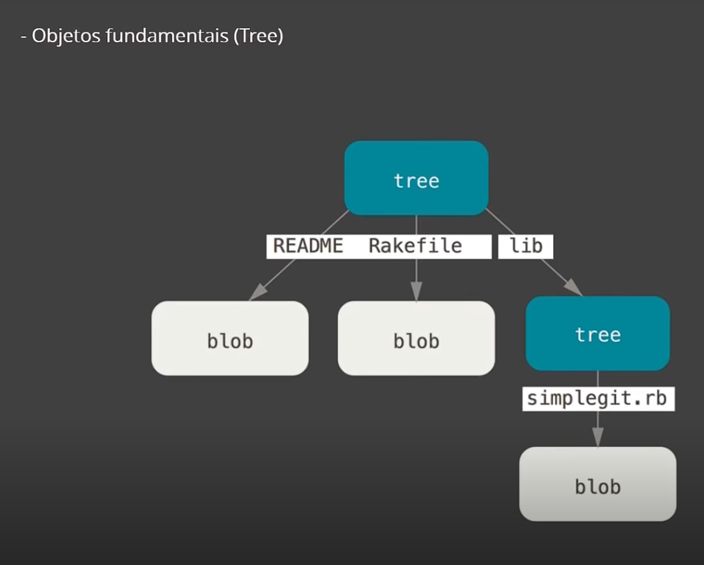 - Objetos fundamentais (Tree)
tree
README Rakefile lib
blob blob tree
simplegit.rb
blob